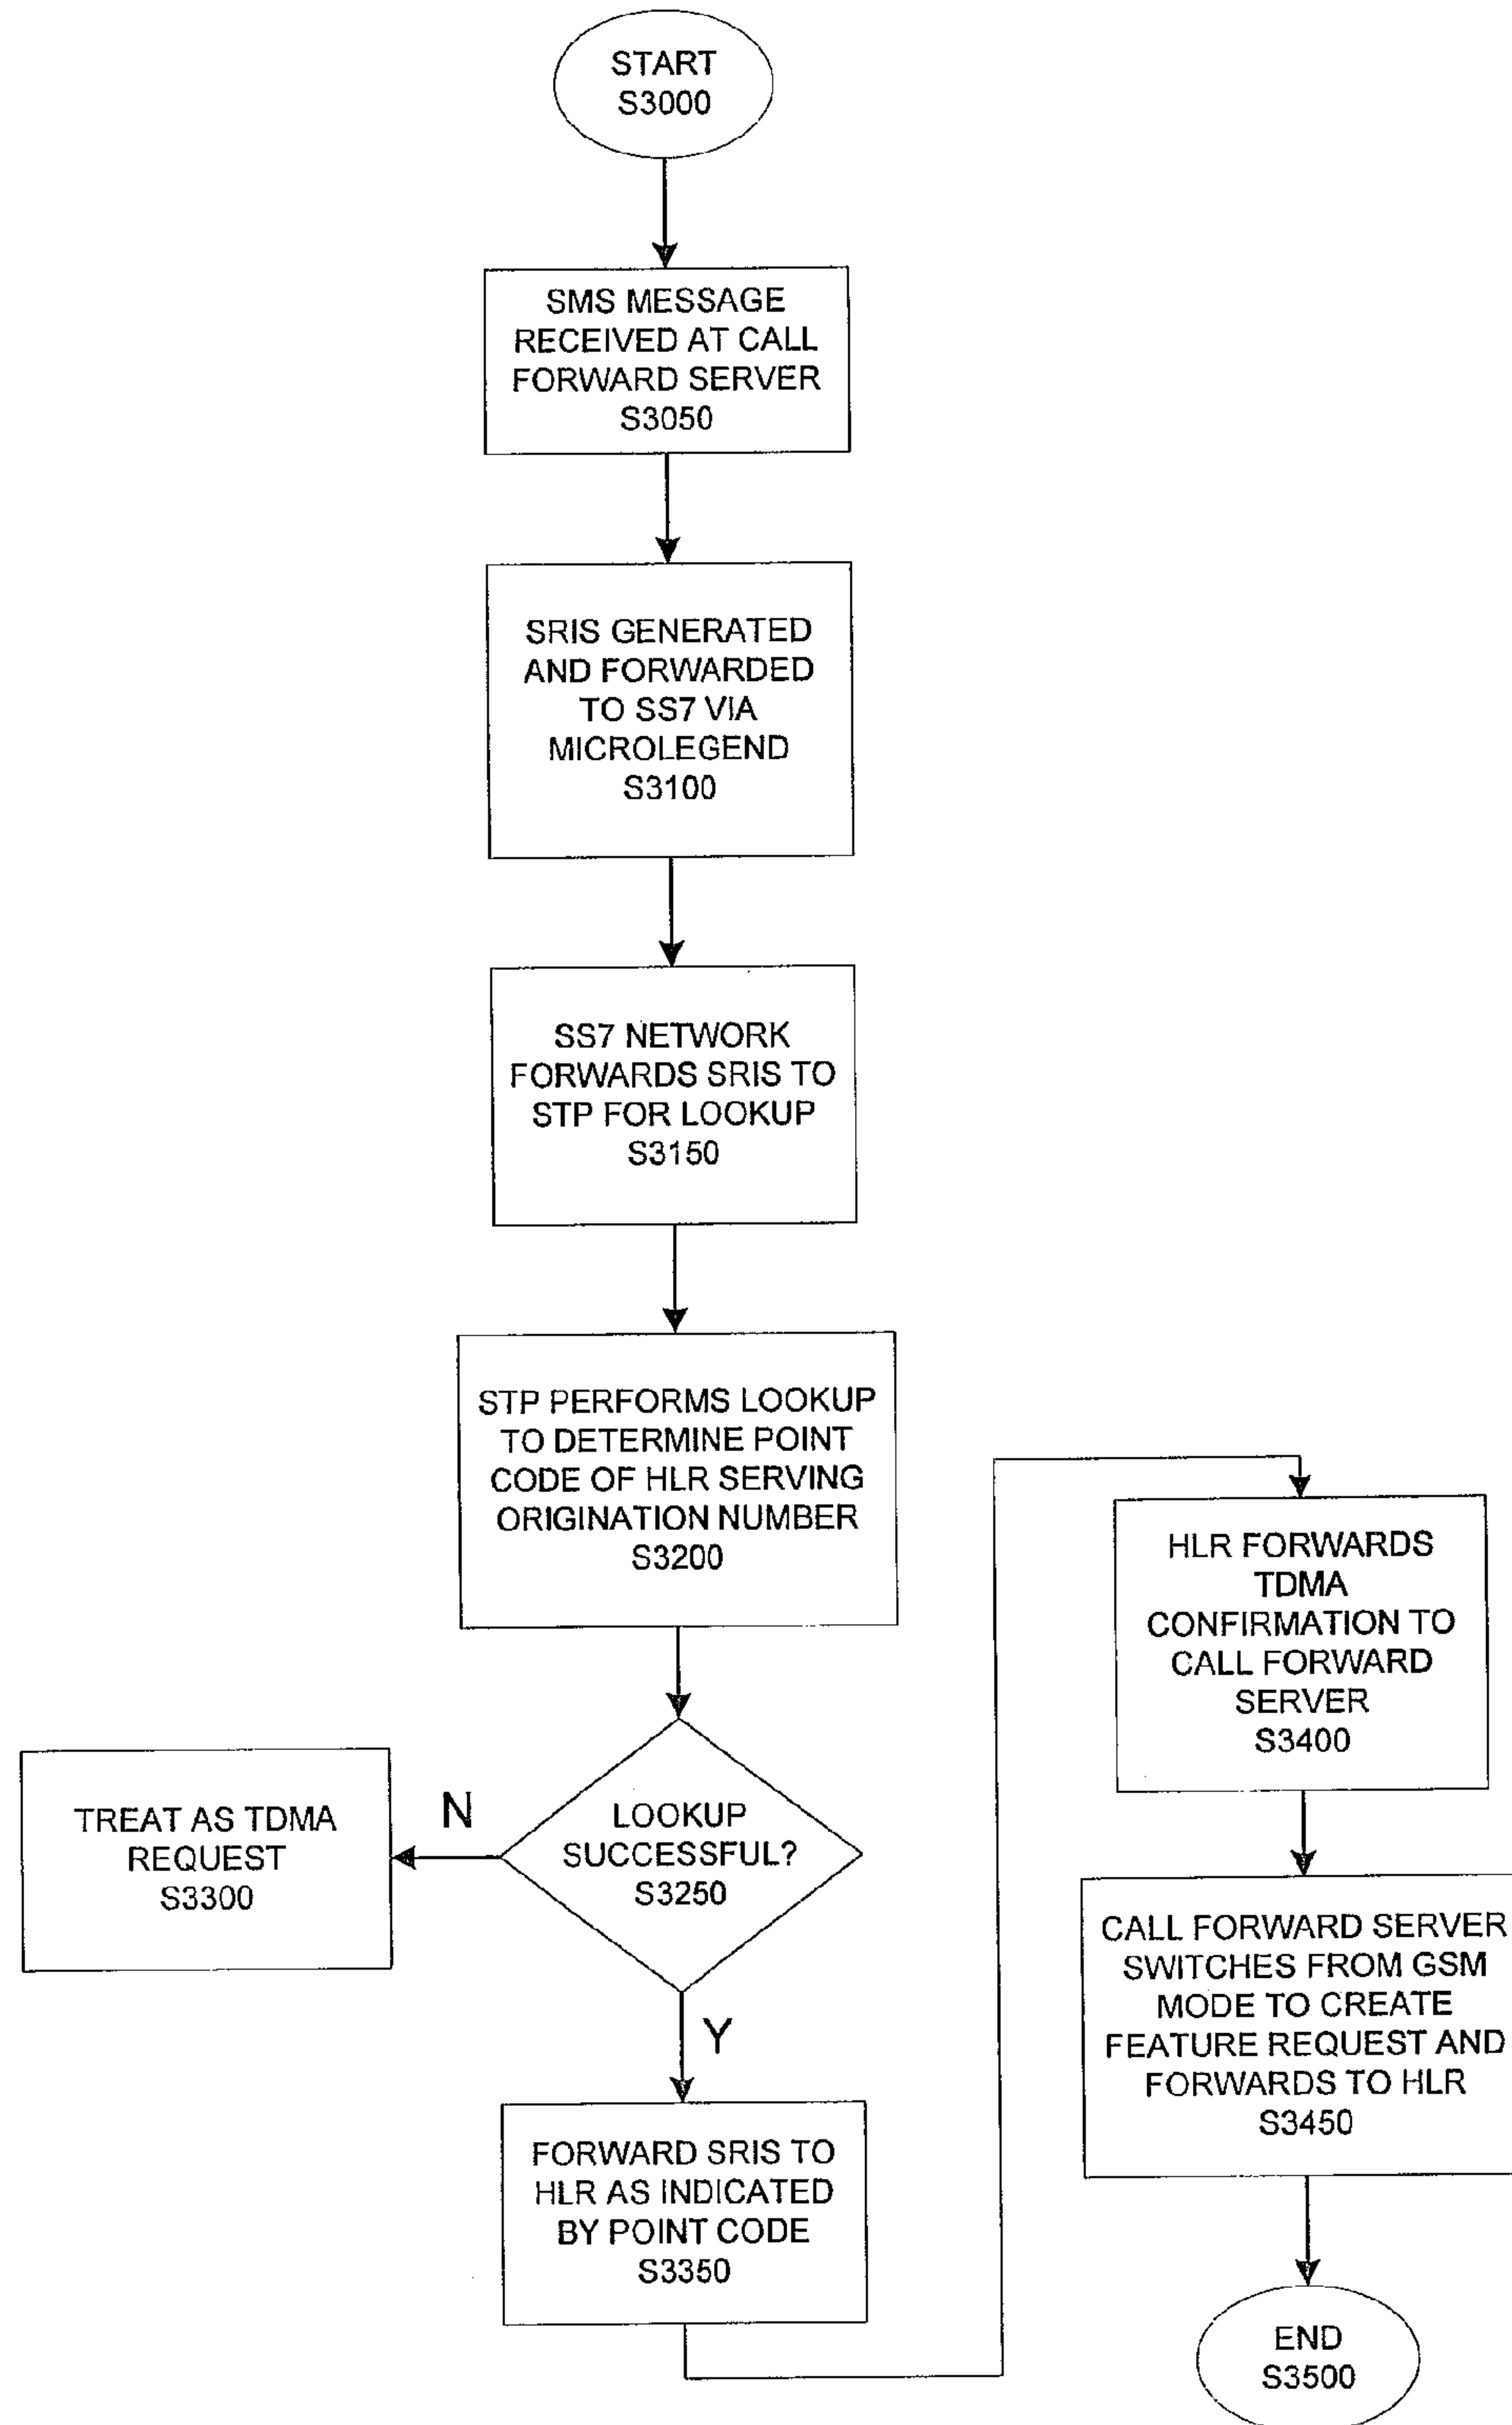 START
S3000
SMS MESSAGE
RECEIVED AT CALL
FORWARD SERVER
S3050
SRIS GENERATED
AND FORWARDED
TO SS7 VIA
MICROLEGEND
S3100
SS7 NETWORK
FORWARDS SRIS TO
STP FOR LOOKUP
S3150
STP PERFORMS LOOKUP
TO DETERMINE POINT
CODE OF HLR SERVING
ORIGINATION NUMBER
S3200
LOOKUP
SUCCESSFUL?
S3250
N
TREAT AS TDMA
REQUEST
S3300
Y
FORWARD SRIS TO
HLR AS INDICATED
BY POINT CODE
S3350
HLR FORWARDS
TDMA
CONFIRMATION TO
CALL FORWARD
SERVER
S3400
CALL FORWARD SERVER
SWITCHES FROM GSM
MODE TO CREATE
FEATURE REQUEST AND
FORWARDS TO HLR
S3450
END
S3500